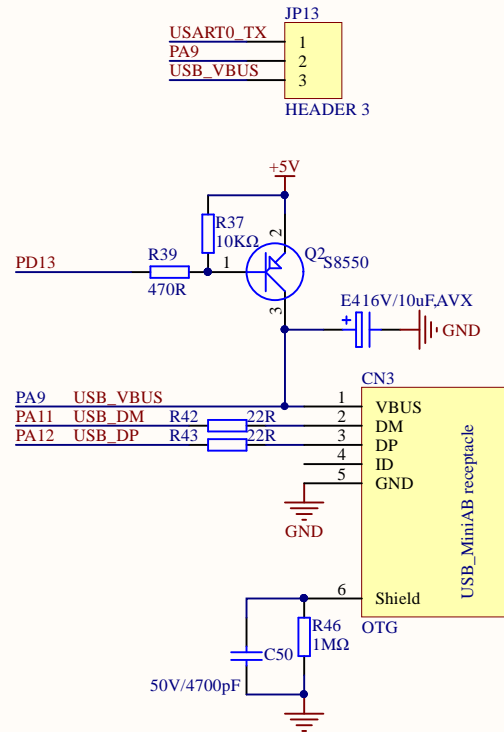 JP13
USART0_TX 1
PA9 2
USB_VBUS 3
HEADER 3
+5V
R37
10KΩ
2
Q2 S8550
PD13
R39
470R
1
3
E4 16V/10uF,AVX
GND
CN3
PA9 USB_VBUS 1 VBUS
PA11 USB_DM R42 22R 2 DM
PA12 USB_DP R43 22R 3 DP
4 ID
5 GND
GND
USB_MiniAB receptacle
6 Shield
OTG
R46
1MΩ
C50
50V/4700pF